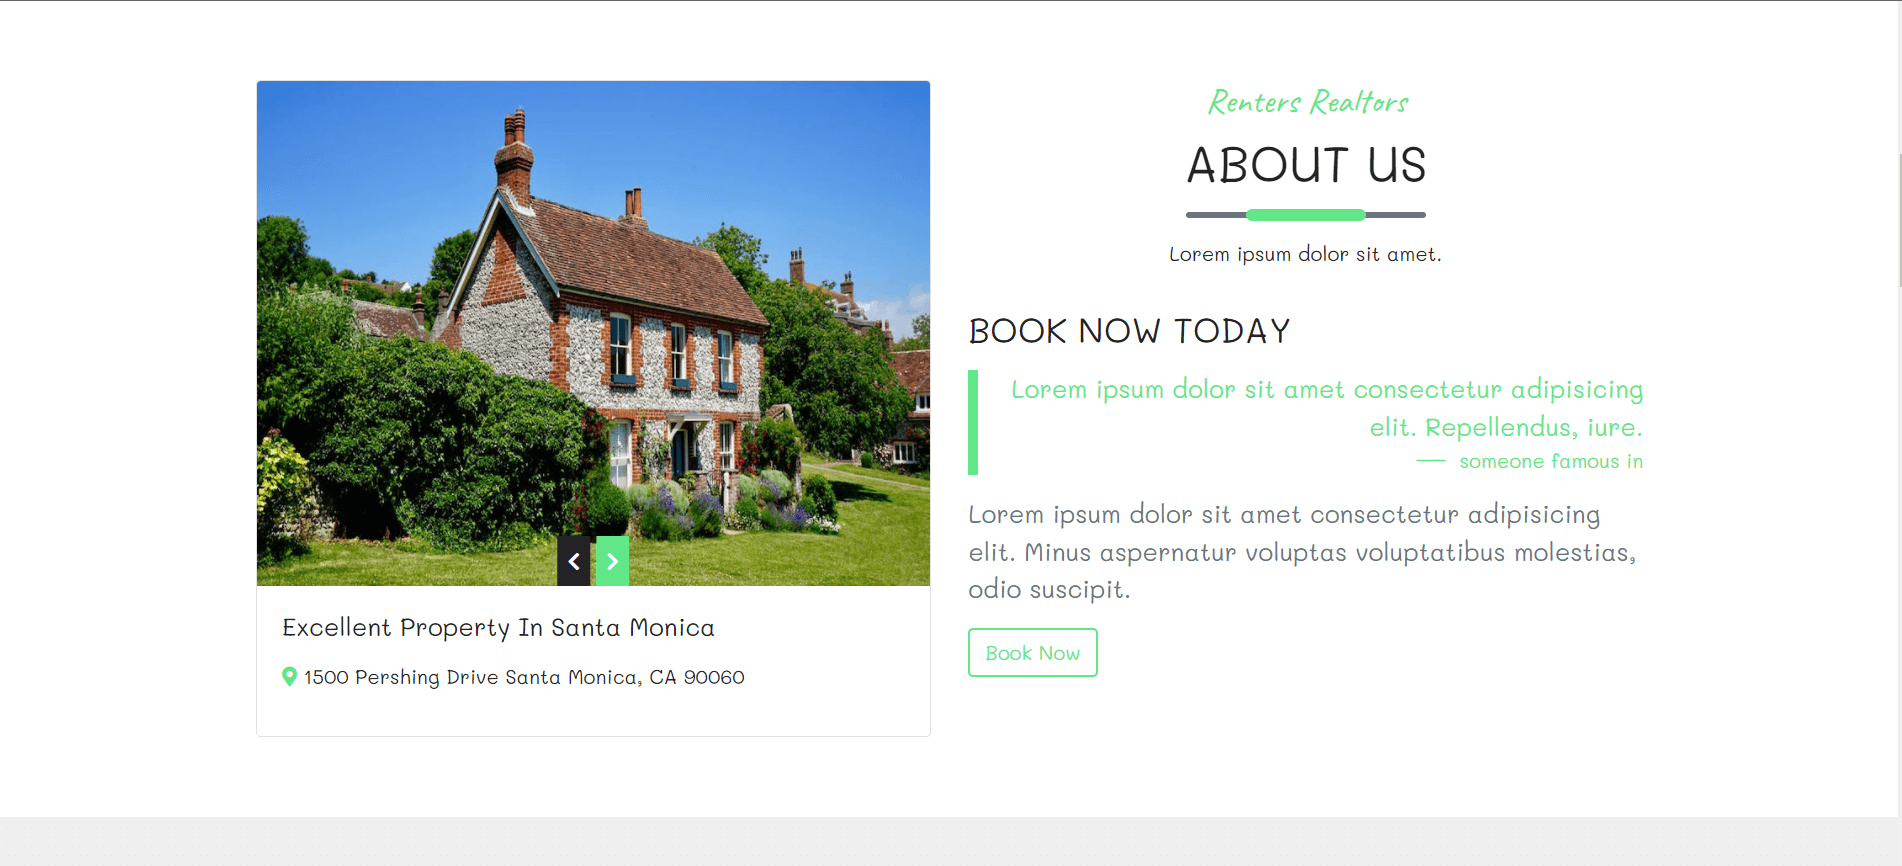 Renters Realtors
ABOUT US
Lorem ipsum dolor sit amet.
BOOK NOW TODAY
Lorem ipsum dolor sit amet consectetur adipisicing
elit. Repellendus, iure.
— someone famous in
Lorem ipsum dolor sit amet consectetur adipisicing
elit. Minus aspernatur voluptas voluptatibus molestias,
odio suscipit.
Book Now
Excellent Property In Santa Monica
1500 Pershing Drive Santa Monica, CA 90060